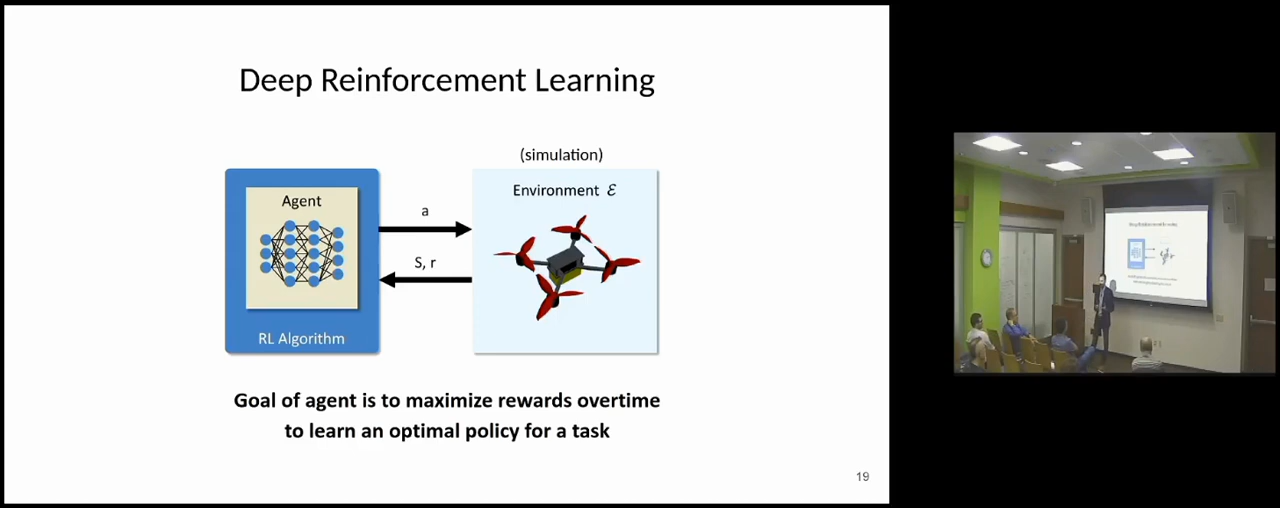 Deep Reinforcement Learning
(simulation)
Agent
a
Environment ℰ
S, r
RL Algorithm
Goal of agent is to maximize rewards overtime
to learn an optimal policy for a task
19